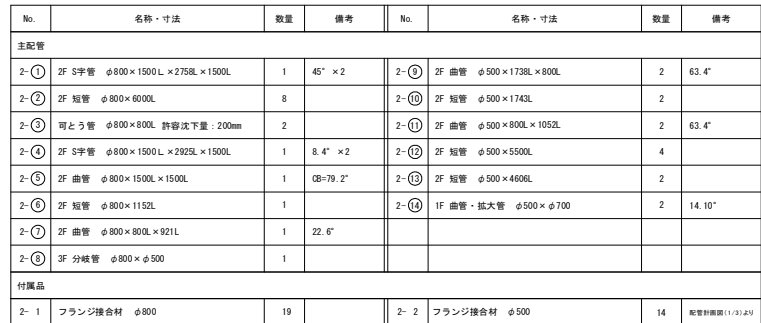 No. 名称・寸法 数量 備考 No. 名称・寸法 数量 備考
主配管
2-① 2F S字管 φ800×1500L×2758L×1500L 1 45°×2 2-⑨ 2F 曲管 φ500×1738L×800L 2 63.4°
2-② 2F 短管 φ800×6000L 8 2-⑩ 2F 短管 φ500×1743L 2
2-③ 可とう管 φ800×800L 許容沈下量:200mm 2 2-⑪ 2F 曲管 φ500×800L×1052L 2 63.4°
2-④ 2F S字管 φ800×1500L×2925L×1500L 1 8.4°×2 2-⑫ 2F 短管 φ500×5500L 4
2-⑤ 2F 曲管 φ800×1500L×1500L 1 CB=79.2° 2-⑬ 2F 短管 φ500×4606L 2
2-⑥ 2F 短管 φ800×1152L 1 2-⑭ 1F 曲管・拡大管 φ500×φ700 2 14.10°
2-⑦ 2F 曲管 φ800×800L×921L 1 22.6°
2-⑧ 3F 分岐管 φ800×φ500 1
付属品
2- 1 フランジ接合材 φ800 19 2- 2 フランジ接合材 φ500 14 配管計画図(1/3)より